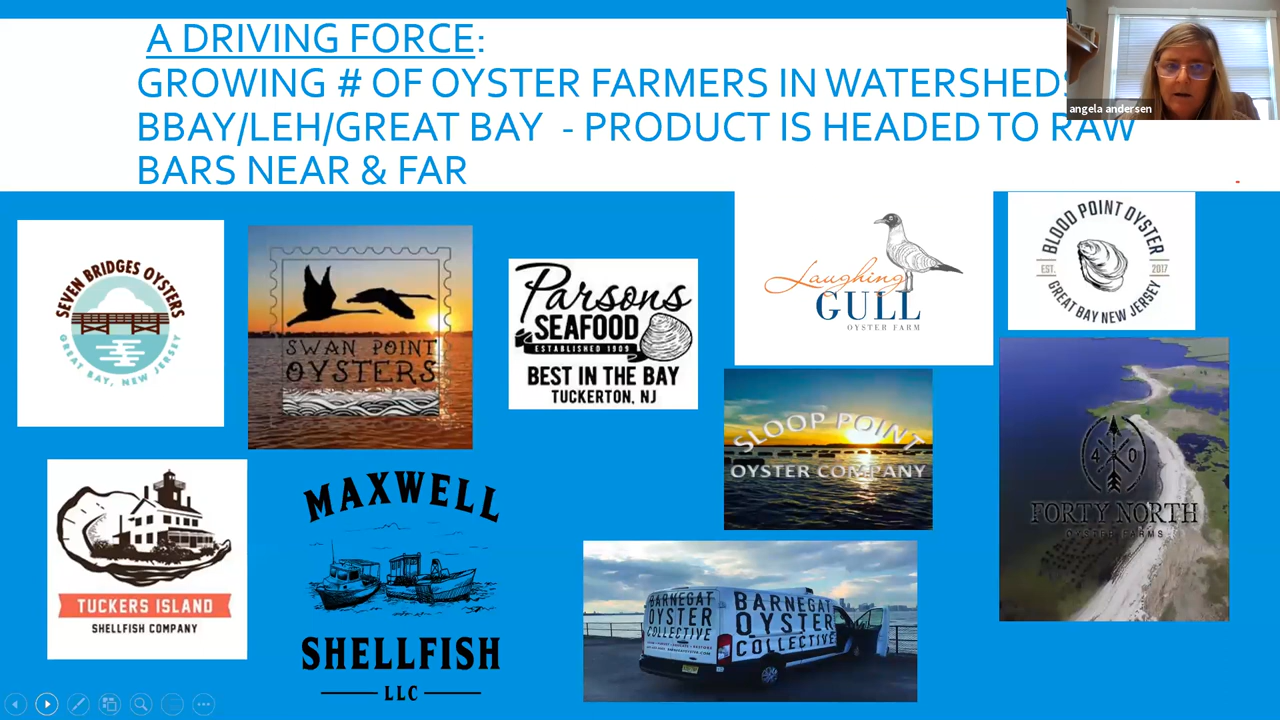 A DRIVING FORCE:
GROWING # OF OYSTER FARMERS IN WATERSHEDS
BBAY/LEH/GREAT BAY - PRODUCT IS HEADED TO RAW
BARS NEAR & FAR
angela andersen
SEVEN BRIDGES OYSTERS
GREAT BAY, NEW JERSEY
SWAN POINT
OYSTERS
Parsons
SEAFOOD
ESTABLISHED 1909
BEST IN THE BAY
TUCKERTON, NJ
Laughing
GULL
OYSTER FARM
BLOOD POINT OYSTER
EST. 2017
GREAT BAY NEW JERSEY
SLOOP POINT
OYSTER COMPANY
40
FORTY NORTH
OYSTER FARMS
TUCKERS ISLAND
SHELLFISH COMPANY
MAXWELL
SHELLFISH
LLC
BARNEGAT
OYSTER
COLLECTIVE
BARNEGAT
OYSTER
COLLECTIVE